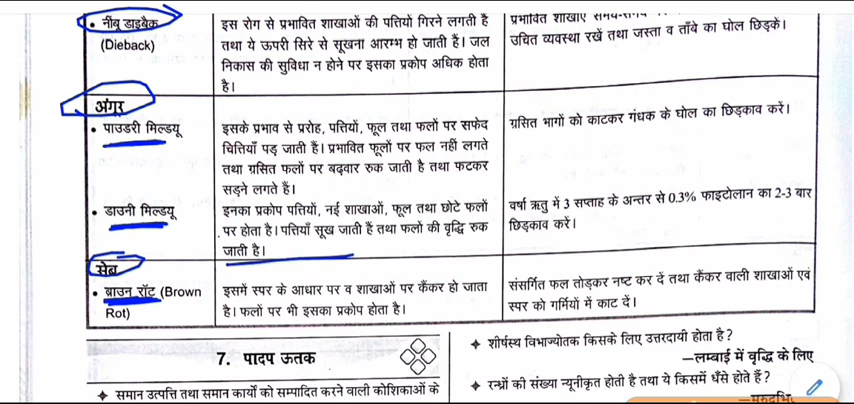 • नींबू डाइबैक
(Dieback)
इस रोग से प्रभावित शाखाओं की पत्तियाँ गिरने लगती हैं
तथा ये ऊपरी सिरे से सूखना आरम्भ हो जाती हैं। जल
निकास की सुविधा न होने पर इसका प्रकोप अधिक होता
है।
प्रभावित शाखाएँ
उचित व्यवस्था रखें तथा जस्ता व ताँबे का घोल छिड़कें।
अंगूर
• पाउडरी मिल्डयू
इसके प्रभाव से प्ररोह, पत्तियों, फूल तथा फलों पर सफेद
चित्तियाँ पड़ जाती हैं। प्रभावित फूलों पर फल नहीं लगते
तथा ग्रसित फलों पर बढ़वार रुक जाती है तथा फटकर
सड़ने लगते हैं।
ग्रसित भागों को काटकर गंधक के घोल का छिड़काव करें।
• डाउनी मिल्डयू
इनका प्रकोप पत्तियों, नई शाखाओं, फूल तथा छोटे फलों
पर होता है। पत्तियाँ सूख जाती हैं तथा फलों की वृद्धि रुक
जाती है।
वर्षा ऋतु में 3 सप्ताह के अन्तर से 0.3% फाइटोलान का 2-3 बार
छिड़काव करें।
सेब
• ब्राउन रॉट (Brown
Rot)
इसमें स्पर के आधार पर व शाखाओं पर कैंकर हो जाता
है। फलों पर भी इसका प्रकोप होता है।
संसर्गित फल तोड़कर नष्ट कर दें तथा कैंकर वाली शाखाओं एवं
स्पर को गर्मियों में काट दें।
7. पादप ऊतक
समान उत्पत्ति तथा समान कार्यों को सम्पादित करने वाली कोशिकाओं के
शीर्षस्थ विभाज्योतक किसके लिए उत्तरदायी होता है?
—लम्बाई में वृद्धि के लिए
रन्ध्रों की संख्या न्यूनीकृत होती है तथा ये किसमें धँसे होते हैं?